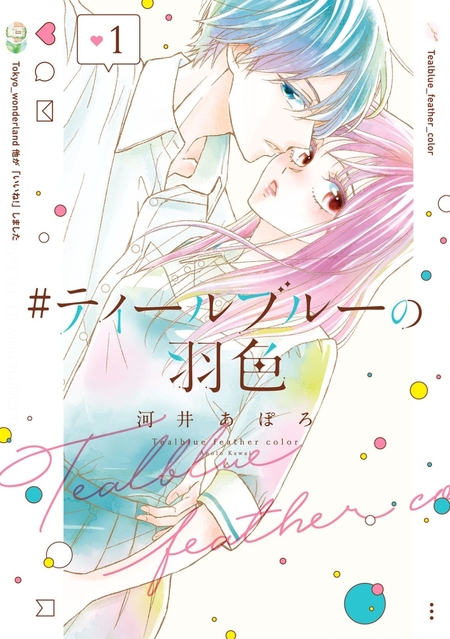 1
Tealblue_feather_color
Tokyo_wonderland 他が「いいね!」しました
#ティールブルーの
羽色
河井あぽろ
Tealblue feather color
Apolo Kawai
Tealblue
feather co